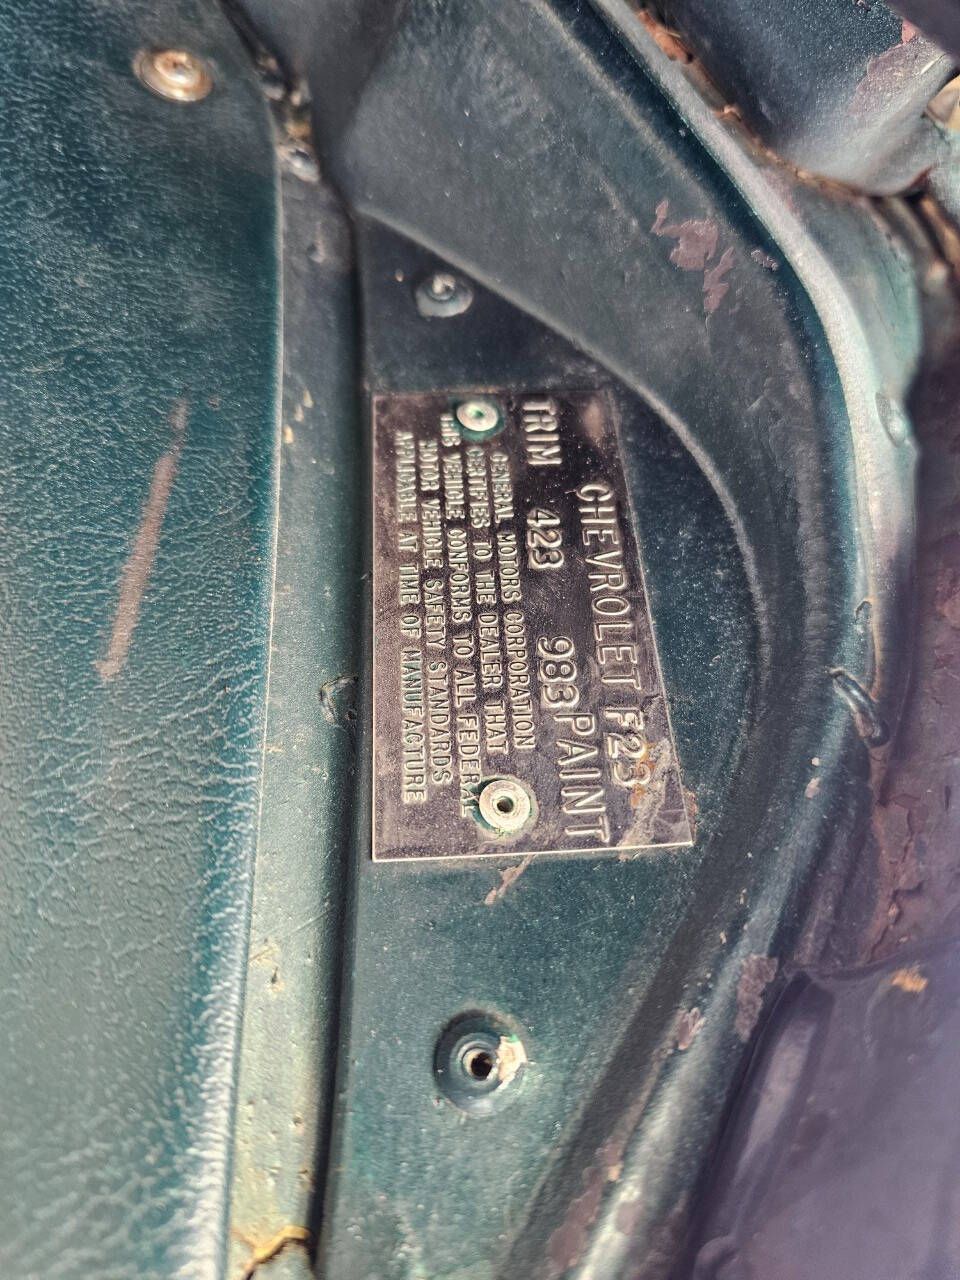 CHEVROLET F23
TRIM 423 983 PAINT
GENERAL MOTORS CORPORATION
CERTIFIES TO THE DEALER THAT
THIS VEHICLE CONFORMS TO ALL FEDERAL
MOTOR VEHICLE SAFETY STANDARDS
APPLICABLE AT TIME OF MANUFACTURE